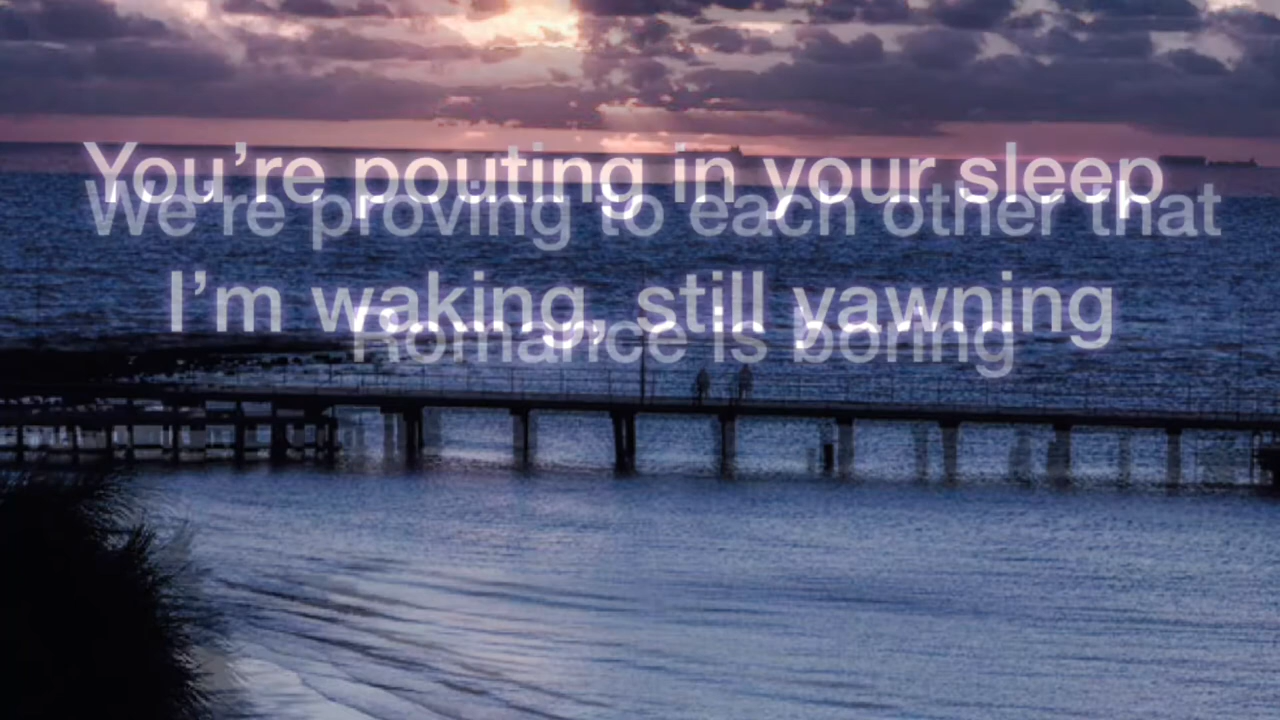 You’re pouting in your sleep
We’re proving to each other that
I’m waking, still yawning
Romance is boring